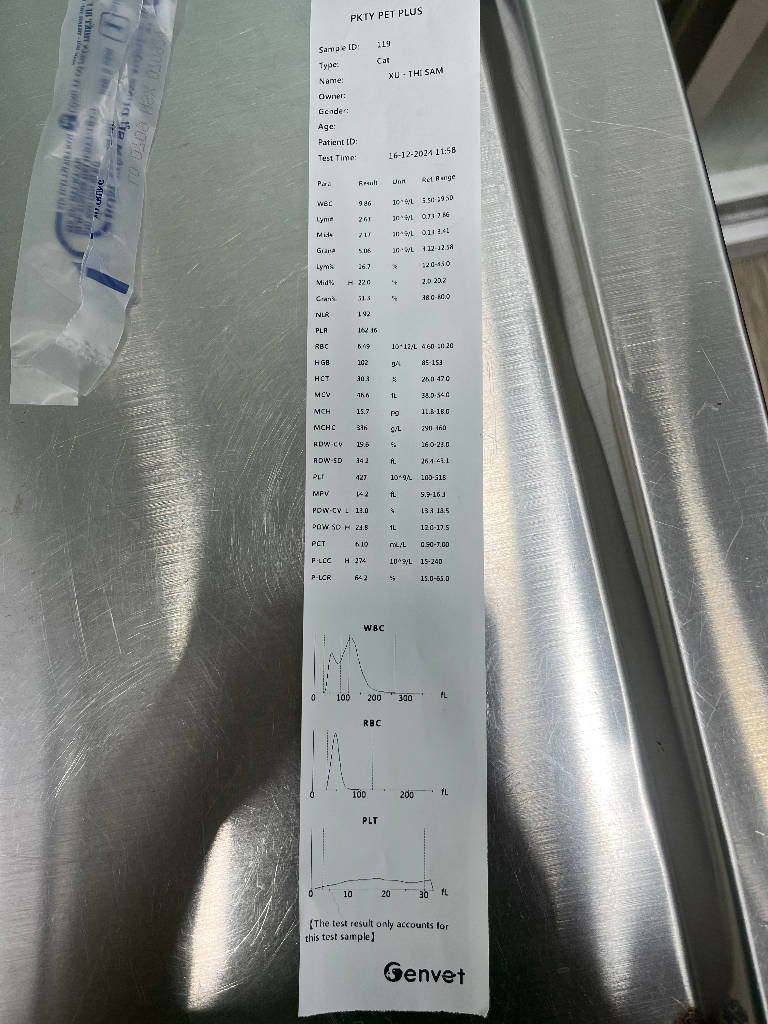 PKTY PET PLUS
Sample ID: 119
Type: Cat
Name: XU - THI SAM
Owner:
Gender:
Age:
Patient ID:
Test Time: 16-12-2024 11:58
Para Result Unit Ref. Range
WBC 9.86 10^9/L 5.50-19.50
Lym# 2.63 10^9/L 0.73-7.86
Mid# 2.17 10^9/L 0.13-3.41
Gran# 5.06 10^9/L 3.12-12.58
Lym% 26.7 % 12.0-45.0
Mid% H 22.0 % 2.0-20.2
Gran% 51.3 % 38.0-80.0
NLR 1.92
PLR 162.36
RBC 6.49 10^12/L 4.60-10.20
HGB 102 g/L 85-153
HCT 30.3 % 26.0-47.0
MCV 46.6 fL 38.0-54.0
MCH 15.7 pg 11.8-18.0
MCHC 336 g/L 290-360
RDW-CV 19.6 % 16.0-23.0
RDW-SD 34.2 fL 26.4-43.1
PLT 427 10^9/L 100-518
MPV 14.2 fL 9.9-16.3
PDW-CV L 13.0 % 13.3-18.5
PDW-SD H 23.8 fL 12.0-17.5
PCT 6.10 mL/L 0.90-7.00
P-LCC H 274 10^9/L 15-240
P-LCR 64.2 % 15.0-65.0
WBC
0 100 200 300 fL
RBC
0 100 200 fL
PLT
0 10 20 30 fL
【The test result only accounts for
this test sample】
Genvet